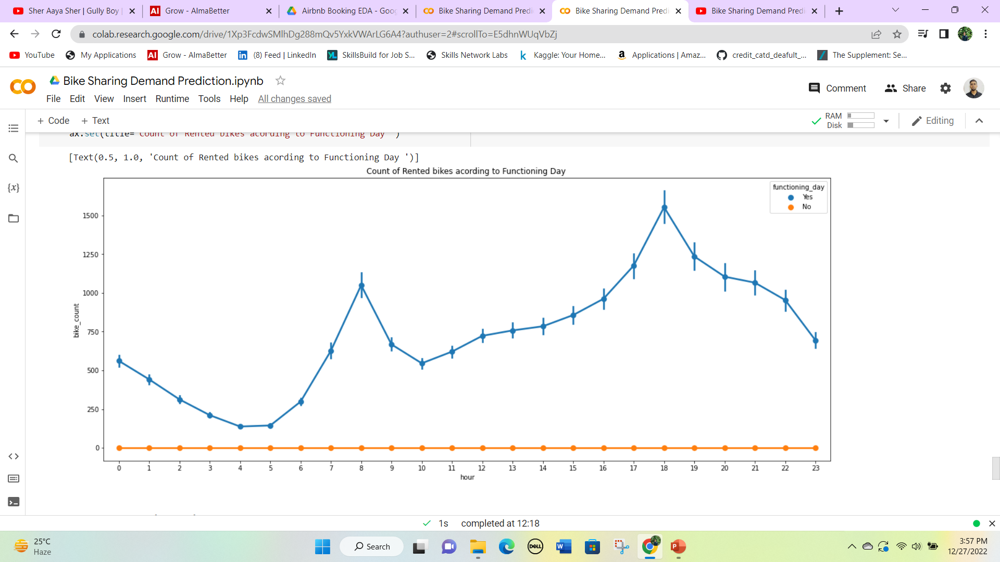 Sher Aaya Sher | Gully Boy
Grow - AlmaBetter
Airbnb Booking EDA - Goog
Bike Sharing Demand Predi
Bike Sharing Demand Predi
Bike Sharing Demand Predi
colab.research.google.com/drive/1Xp3FcdwSMlhDg288mQv5YxkVWArLG6A4?authuser=2#scrollTo=E5dhnWUqVbZj
YouTube My Applications AI Grow - AlmaBetter in (8) Feed | LinkedIn YL SkillsBuild for Job S... Skills Network Labs k Kaggle: Your Home... a Applications | Amaz... credit_catd_deafult_... The Supplement: Se...
Bike Sharing Demand Prediction.ipynb
Comment Share
File Edit View Insert Runtime Tools Help All changes saved
+ Code + Text
RAM
Disk
Editing
ax.set(title='Count of Rented bikes acording to Functioning Day ')
[Text(0.5, 1.0, 'Count of Rented bikes acording to Functioning Day ')]
Count of Rented bikes acording to Functioning Day
functioning_day
Yes
No
1500
1250
1000
750
500
250
0
bike_count
0 1 2 3 4 5 6 7 8 9 10 11 12 13 14 15 16 17 18 19 20 21 22 23
hour
{x}
1s completed at 12:18
25°C
Haze
Search
DELL
3:57 PM
12/27/2022